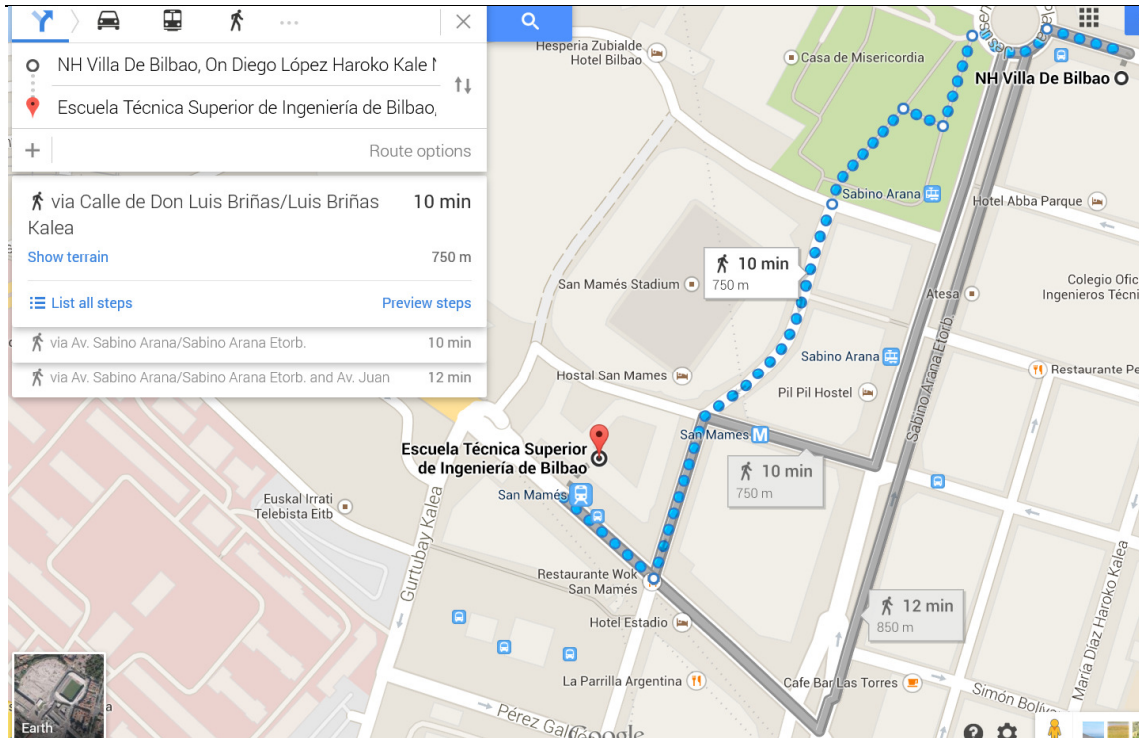 NH Villa De Bilbao, On Diego López Haroko Kale
Escuela Técnica Superior de Ingeniería de Bilbao,
Route options
via Calle de Don Luis Briñas/Luis Briñas
Kalea
10 min
Show terrain
750 m
List all steps
Preview steps
via Av. Sabino Arana/Sabino Arana Etorb.
10 min
via Av. Sabino Arana/Sabino Arana Etorb. and Av. Juan
12 min
Hesperia Zubialde
Hotel Bilbao
Casa de Misericordia
NH Villa De Bilbao
Sabino Arana
Hotel Abba Parque
10 min
750 m
San Mamés Stadium
Colegio Ofic
Ingenieros Técni
Atesa
Sabino Arana
Restaurante Pe
Hostal San Mames
Pil Pil Hostel
Sabino Arana Etorb.
San Mames M
Escuela Técnica Superior
de Ingeniería de Bilbao
10 min
750 m
San Mamés
Euskal Irrati
Telebista Eitb
Gurtubay Kalea
Restaurante Wok
San Mamés
12 min
850 m
Hotel Estadio
María Díaz Haroko Kalea
La Parrilla Argentina
Cafe Bar Las Torres
Simón Bolíva
Pérez Gald
Google
Earth